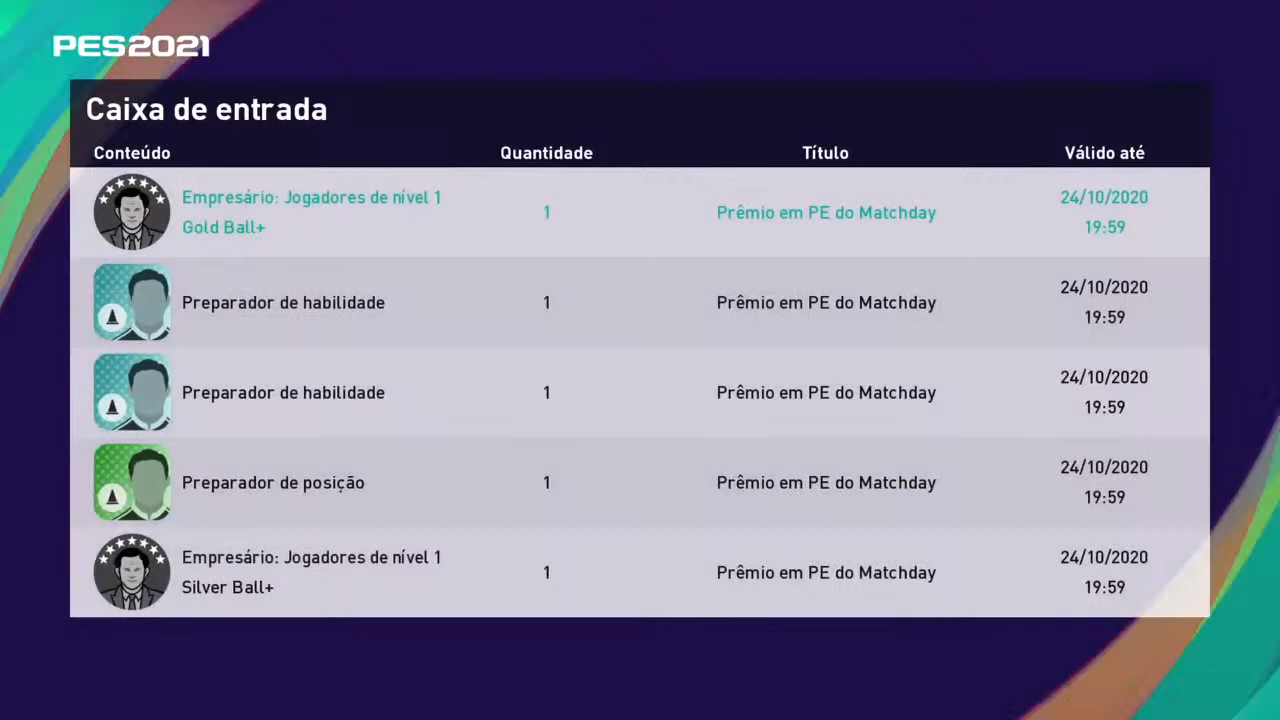 PES2021
Caixa de entrada
Conteúdo Quantidade Título Válido até
Empresário: Jogadores de nível 1
Gold Ball+
1
Prêmio em PE do Matchday
24/10/2020
19:59
Preparador de habilidade
1
Prêmio em PE do Matchday
24/10/2020
19:59
Preparador de habilidade
1
Prêmio em PE do Matchday
24/10/2020
19:59
Preparador de posição
1
Prêmio em PE do Matchday
24/10/2020
19:59
Empresário: Jogadores de nível 1
Silver Ball+
1
Prêmio em PE do Matchday
24/10/2020
19:59